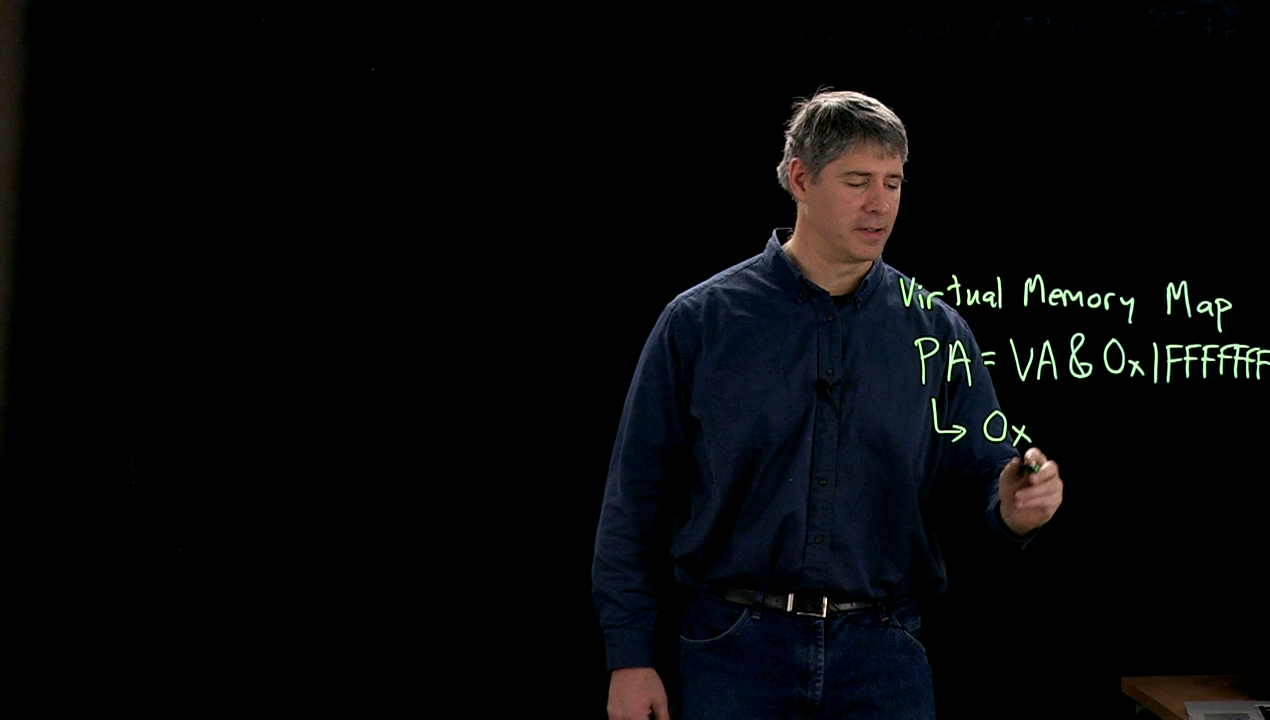 Virtual Memory Map
PA = VA & 0x1FFFFFFF
↳ 0x